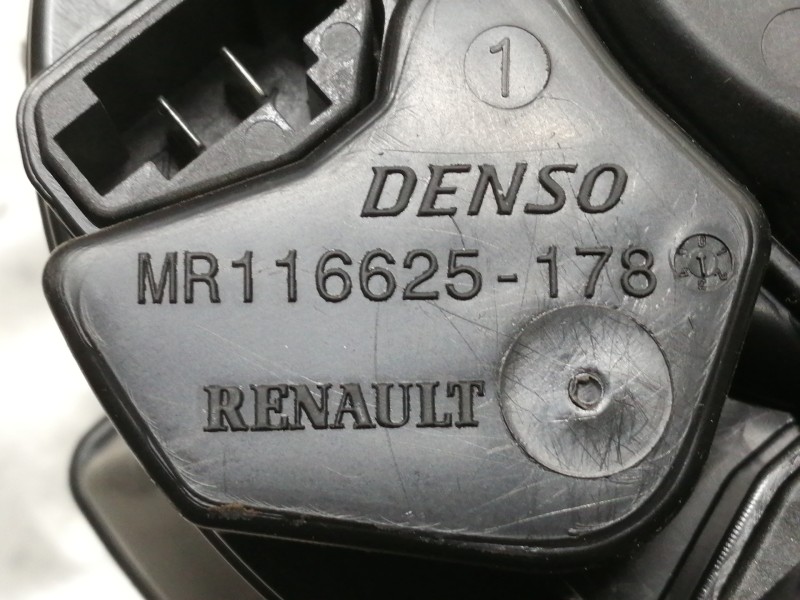 1
DENSO
MR116625-178
RENAULT